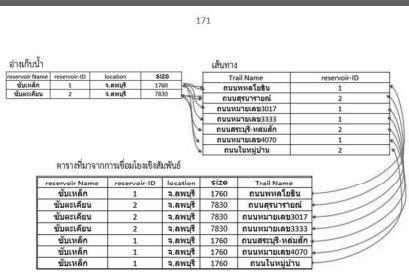 171
อ่างเก็บน้ำ
reservoir Name reservoir-ID location size
ซับเหล็ก 1 จ.ลพบุรี 1760
ซับตะเคียน 2 จ.ลพบุรี 7830
เส้นทาง
Trail Name reservoir-ID
ถนนพหลโยธิน 1
ถนนสุรนารายณ์ 2
ถนนหมายเลข3017 1
ถนนหมายเลข3333 1
ถนนสระบุรี-หล่มสัก 2
ถนนหมายเลข4070 1
ถนนในหมู่บ้าน 2
ตารางที่มาจากการเชื่อมโยงเชิงสัมพันธ์
reservoir Name reservoir-ID location size Trail Name
ซับเหล็ก 1 จ.ลพบุรี 1760 ถนนพหลโยธิน
ซับตะเคียน 2 จ.ลพบุรี 7830 ถนนสุรนารายณ์
ซับตะเคียน 2 จ.ลพบุรี 7830 ถนนหมายเลข3017
ซับตะเคียน 2 จ.ลพบุรี 7830 ถนนหมายเลข3333
ซับเหล็ก 1 จ.ลพบุรี 1760 ถนนสระบุรี-หล่มสัก
ซับเหล็ก 1 จ.ลพบุรี 1760 ถนนหมายเลข4070
ซับเหล็ก 1 จ.ลพบุรี 1760 ถนนในหมู่บ้าน